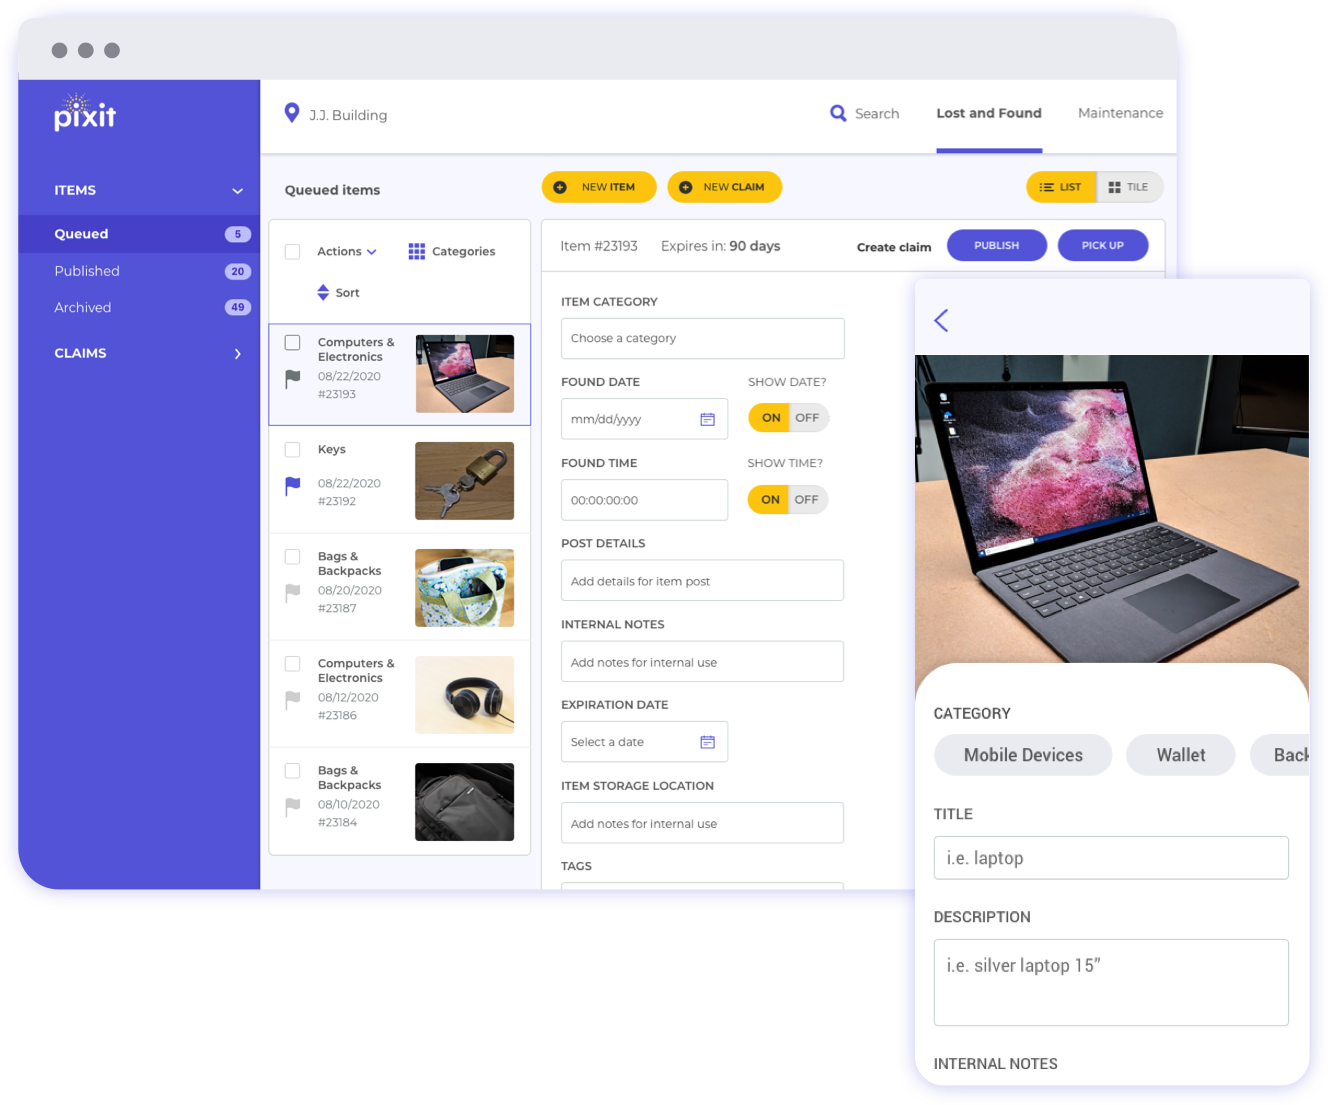 pixit
J.J. Building
Search
Lost and Found
Maintenance
ITEMS
Queued 5
Published 20
Archived 49
CLAIMS
Queued items
NEW ITEM
NEW CLAIM
LIST
TILE
Actions
Categories
Sort
Computers &
Electronics
08/22/2020
#23193
Keys
08/22/2020
#23192
Bags &
Backpacks
08/20/2020
#23187
Computers &
Electronics
08/12/2020
#23186
Bags &
Backpacks
08/10/2020
#23184
Item #23193
Expires in: 90 days
Create claim
PUBLISH
PICK UP
ITEM CATEGORY
Choose a category
FOUND DATE
SHOW DATE?
mm/dd/yyyy
ON OFF
FOUND TIME
SHOW TIME?
00:00:00:00
ON OFF
POST DETAILS
Add details for item post
INTERNAL NOTES
Add notes for internal use
EXPIRATION DATE
Select a date
ITEM STORAGE LOCATION
Add notes for internal use
TAGS
CATEGORY
Mobile Devices
Wallet
Back
TITLE
i.e. laptop
DESCRIPTION
i.e. silver laptop 15”
INTERNAL NOTES